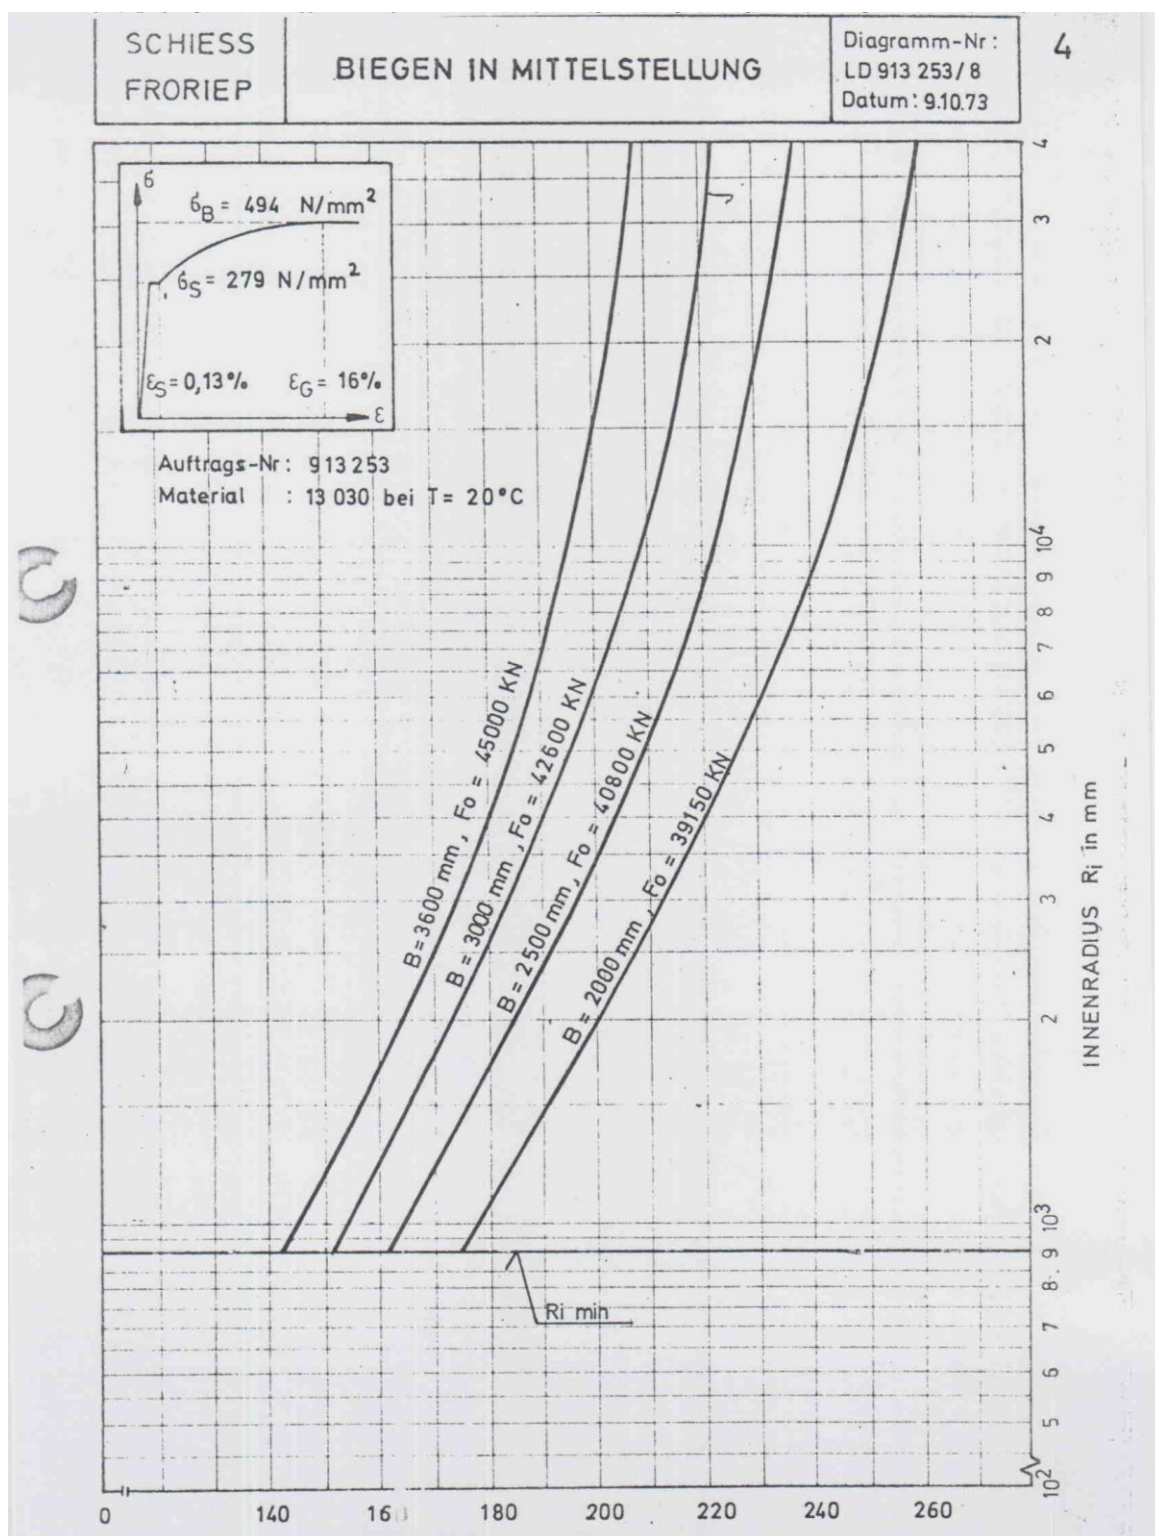 SCHIESS
FRORIEP
BIEGEN IN MITTELSTELLUNG
Diagramm-Nr :
LD 913 253/8
Datum : 9.10.73
4
б
бB = 494 N/mm²
бS = 279 N/mm²
εS = 0,13% εG = 16%
ε
Auftrags-Nr : 913 253
Material : 13 030 bei T = 20°C
B = 3600 mm , Fo = 45000 KN
B = 3000 mm , Fo = 42600 KN
B = 2500 mm , Fo = 40800 KN
B = 2000 mm , Fo = 39150 KN
Ri min
4
3
2
10⁴
9
8
7
6
5
4
3
2
10³
9
8
7
6
5
10²
INNENRADIUS Ri in mm
0 140 160 180 200 220 240 260